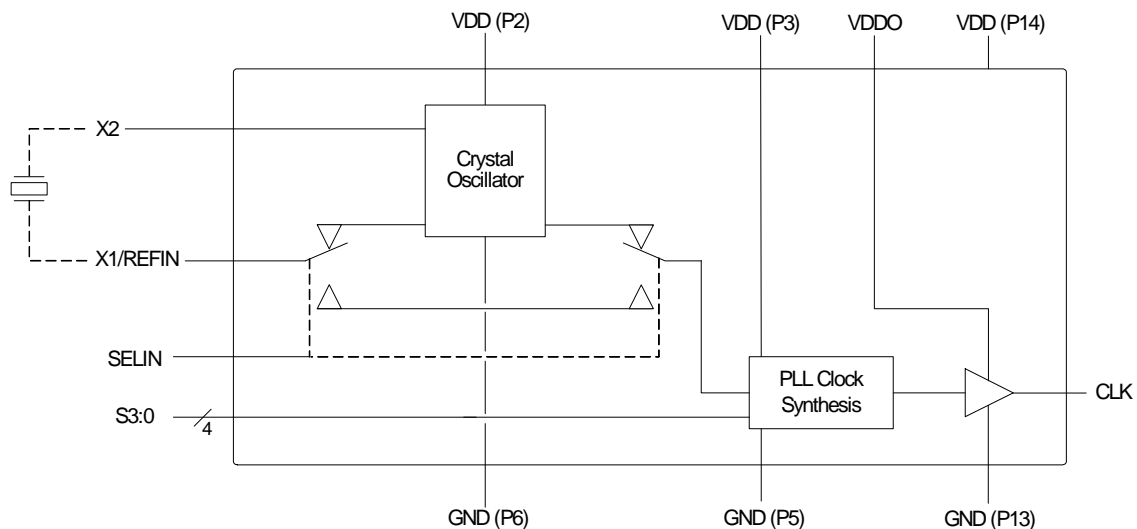 VDD (P2)
VDD (P3)
VDDO
VDD (P14)
X2
Crystal
Oscillator
X1/REFIN
SELIN
PLL Clock
Synthesis
CLK
S3:0
4
GND (P6)
GND (P5)
GND (P13)